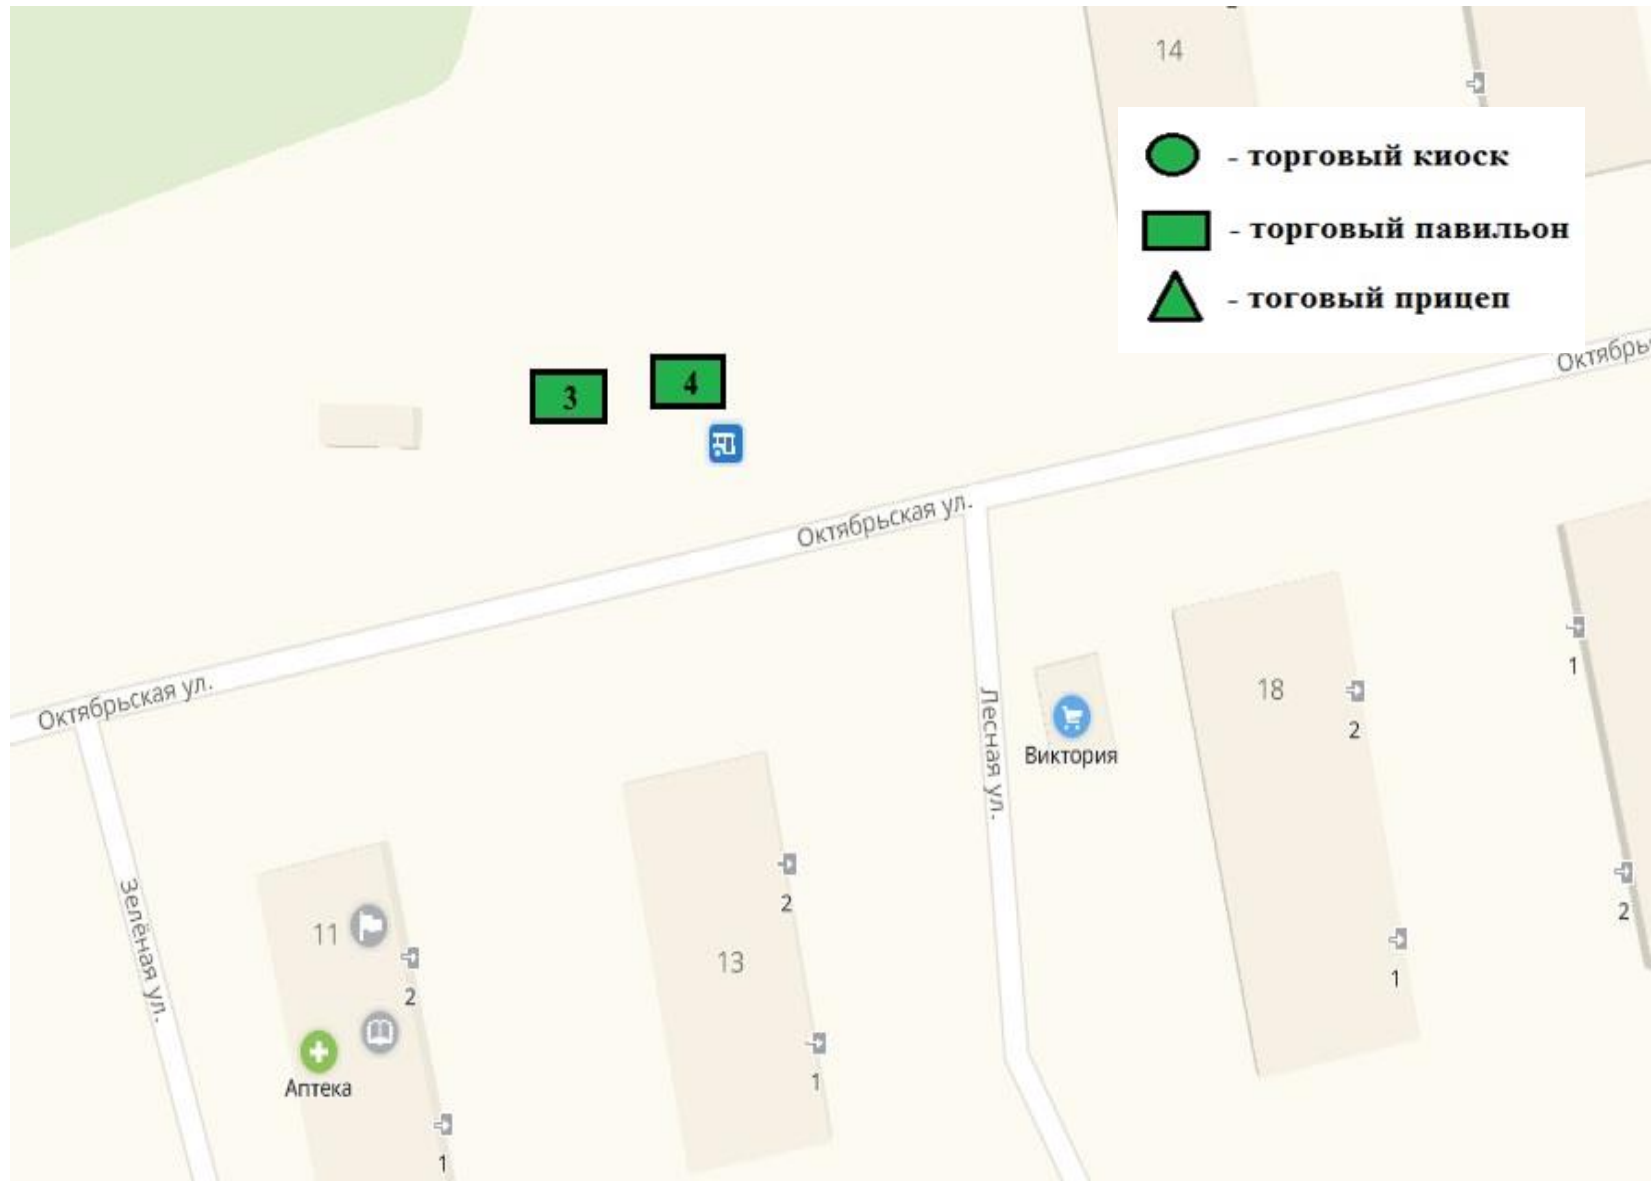 14
- торговый киоск
- торговый павильон
- тоговый прицеп
Октябрь
3
4
Октябрьская ул.
Октябрьская ул.
Лесная ул.
Зелёная ул.
Виктория
18
2
1
1
2
13
2
1
11
2
Аптека
1